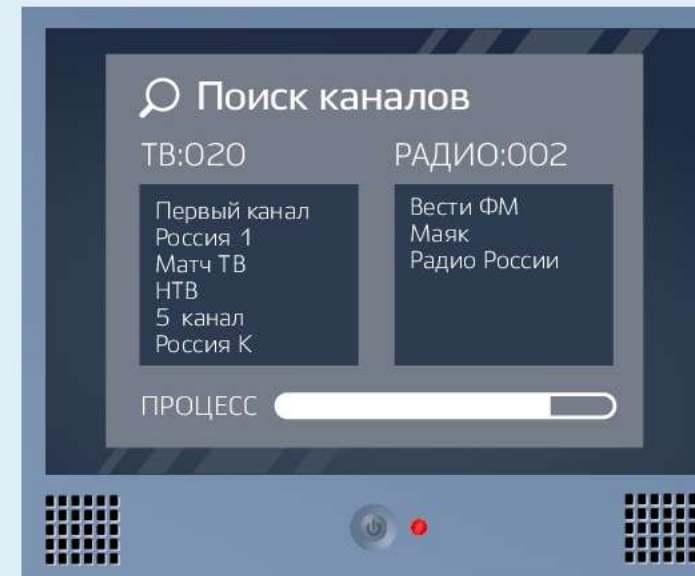 Поиск каналов
ТВ:020
РАДИО:002
Первый канал
Россия 1
Матч ТВ
НТВ
5 канал
Россия К
Вести ФМ
Маяк
Радио России
ПРОЦЕСС